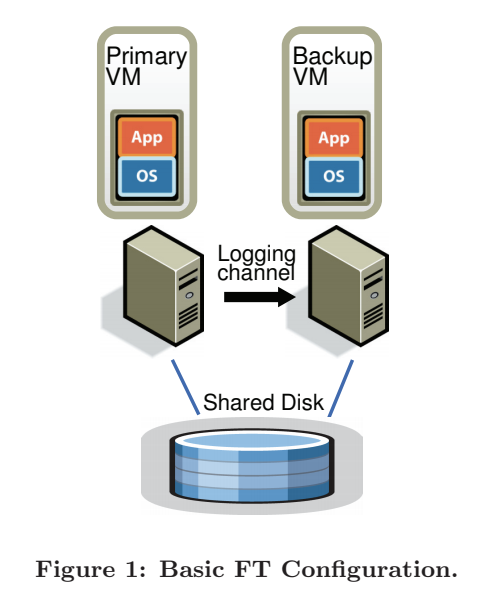 Primary
VM
Backup
VM
App
OS
App
OS
Logging
channel
Shared Disk
Figure 1: Basic FT Configuration.